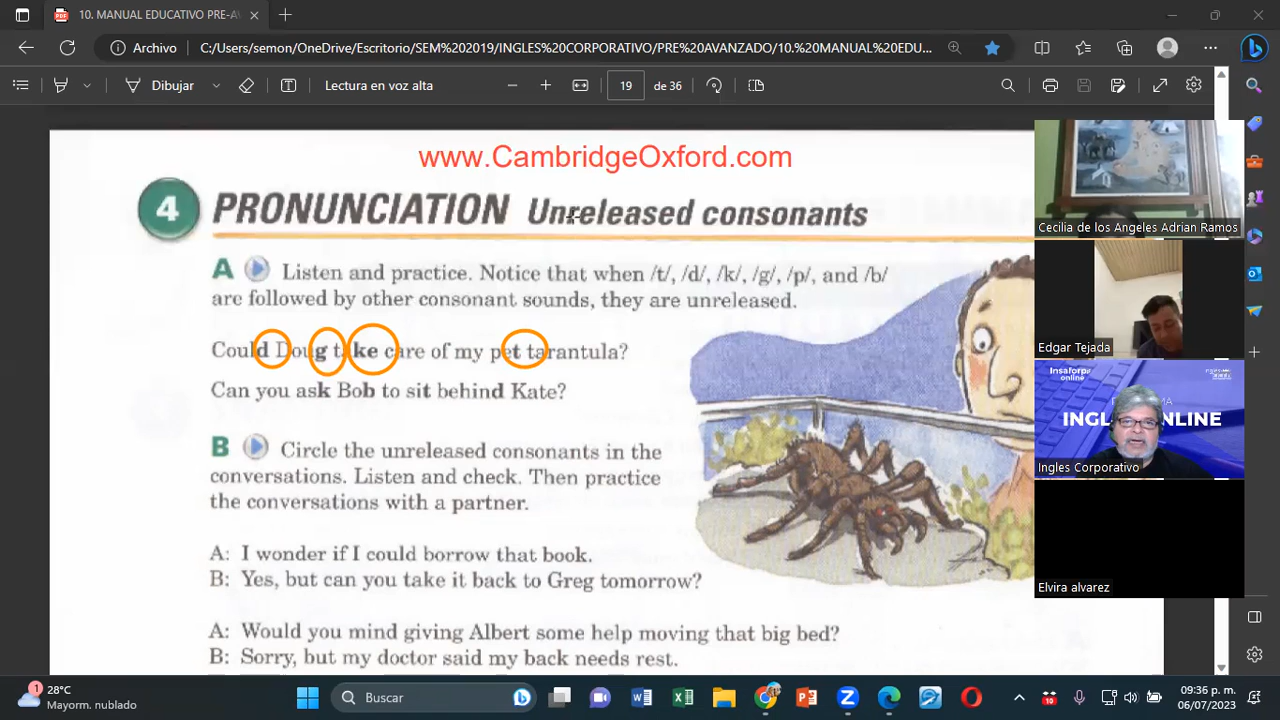 10. MANUAL EDUCATIVO PRE-A
Archivo C:/Users/semon/OneDrive/Escritorio/SEM%202019/INGLES%20CORPORATIVO/PRE%20AVANZADO/10.%20MANUAL%20EDU...
Dibujar Lectura en voz alta 19 de 36
www.CambridgeOxford.com
4 PRONUNCIATION Unreleased consonants
A Listen and practice. Notice that when /t/, /d/, /k/, /g/, /p/, and /b/
are followed by other consonant sounds, they are unreleased.
Could Doug take care of my pet tarantula?
Can you ask Bob to sit behind Kate?
B Circle the unreleased consonants in the
conversations. Listen and check. Then practice
the conversations with a partner.
A: I wonder if I could borrow that book.
B: Yes, but can you take it back to Greg tomorrow?
A: Would you mind giving Albert some help moving that big bed?
B: Sorry, but my doctor said my back needs rest.
Cecilia de los Angeles Adrian Ramos
Edgar Tejada
Insaforp
online
INGL NLINE
Ingles Corporativo
Elvira alvarez
1 28°C
Mayorm. nublado
Buscar
10
09:36 p. m.
06/07/2023